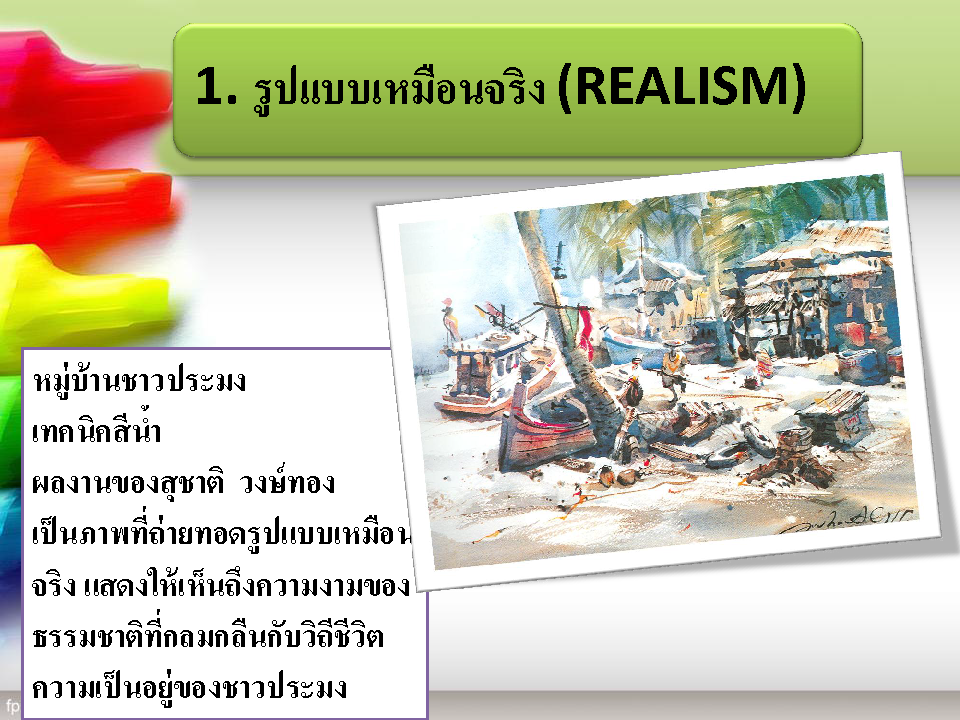 1. รูปแบบเหมือนจริง (REALISM)
หมู่บ้านชาวประมง
เทคนิคสีน้ำ
ผลงานของสุชาติ วงษ์ทอง
เป็นภาพที่ถ่ายทอดรูปแบบเหมือน
จริง แสดงให้เห็นถึงความงามของ
ธรรมชาติที่กลมกลืนกับวิถีชีวิต
ความเป็นอยู่ของชาวประมง
fp